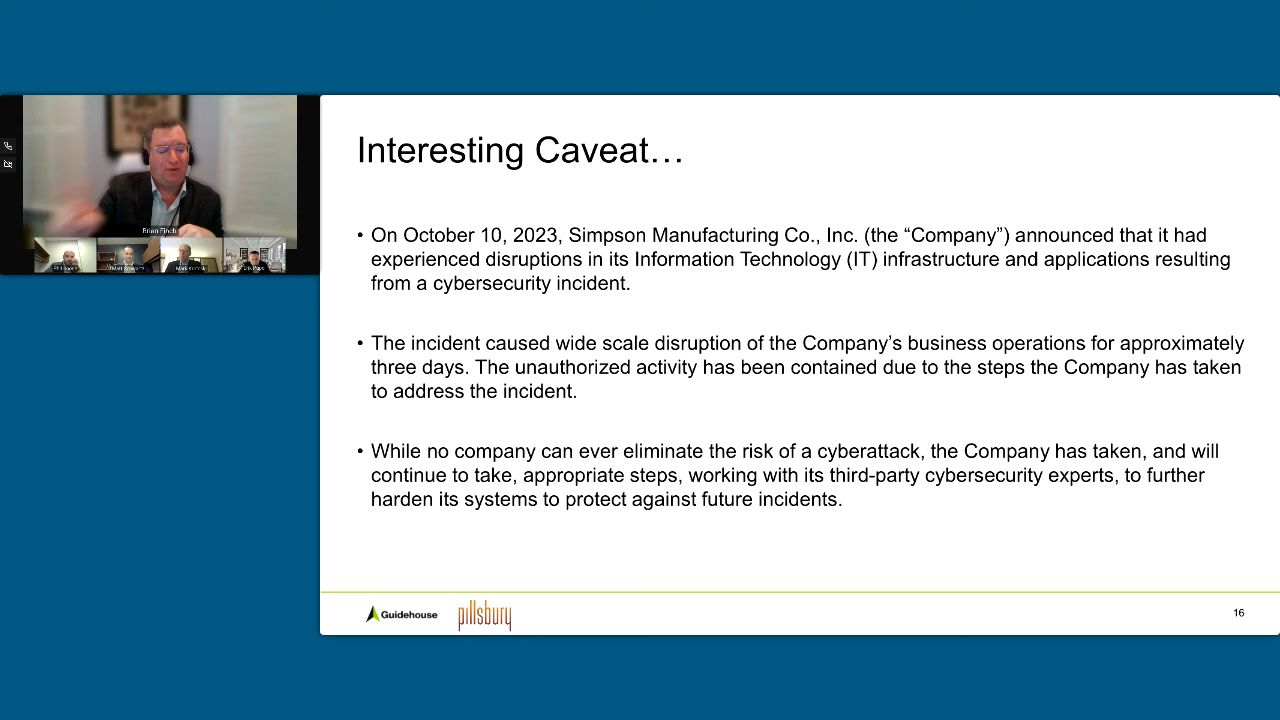 Interesting Caveat…
• On October 10, 2023, Simpson Manufacturing Co., Inc. (the “Company”) announced that it had
experienced disruptions in its Information Technology (IT) infrastructure and applications resulting
from a cybersecurity incident.
• The incident caused wide scale disruption of the Company’s business operations for approximately
three days. The unauthorized activity has been contained due to the steps the Company has taken
to address the incident.
• While no company can ever eliminate the risk of a cyberattack, the Company has taken, and will
continue to take, appropriate steps, working with its third-party cybersecurity experts, to further
harden its systems to protect against future incidents.
Guidehouse
pillsbury
16
Brian Finch